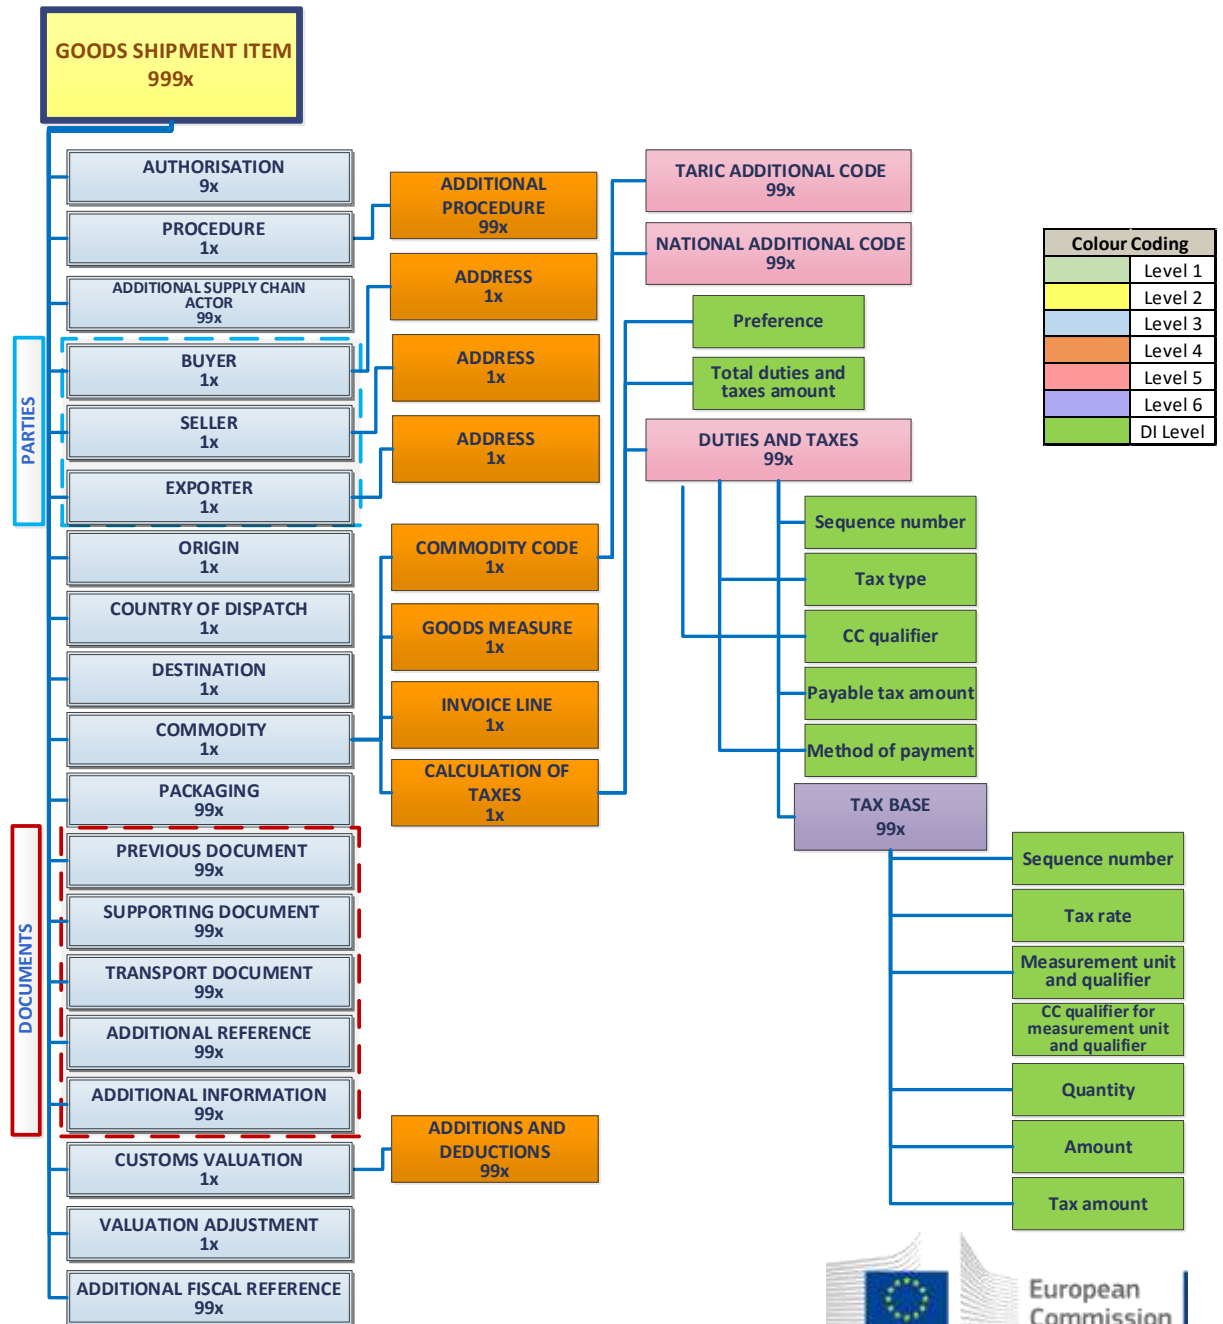 GOODS SHIPMENT ITEM
999x
AUTHORISATION
9x
PROCEDURE
1x
ADDITIONAL SUPPLY CHAIN
ACTOR
99x
PARTIES
BUYER
1x
SELLER
1x
EXPORTER
1x
ORIGIN
1x
COUNTRY OF DISPATCH
1x
DESTINATION
1x
COMMODITY
1x
PACKAGING
99x
DOCUMENTS
PREVIOUS DOCUMENT
99x
SUPPORTING DOCUMENT
99x
TRANSPORT DOCUMENT
99x
ADDITIONAL REFERENCE
99x
ADDITIONAL INFORMATION
99x
CUSTOMS VALUATION
1x
VALUATION ADJUSTMENT
1x
ADDITIONAL FISCAL REFERENCE
99x
ADDITIONAL
PROCEDURE
99x
ADDRESS
1x
ADDRESS
1x
ADDRESS
1x
COMMODITY CODE
1x
GOODS MEASURE
1x
INVOICE LINE
1x
CALCULATION OF
TAXES
1x
ADDITIONS AND
DEDUCTIONS
99x
TARIC ADDITIONAL CODE
99x
NATIONAL ADDITIONAL CODE
99x
Preference
Total duties and
taxes amount
DUTIES AND TAXES
99x
Sequence number
Tax type
CC qualifier
Payable tax amount
Method of payment
TAX BASE
99x
Sequence number
Tax rate
Measurement unit
and qualifier
CC qualifier for
measurement unit
and qualifier
Quantity
Amount
Tax amount
Colour Coding
Level 1
Level 2
Level 3
Level 4
Level 5
Level 6
DI Level
European
Commission